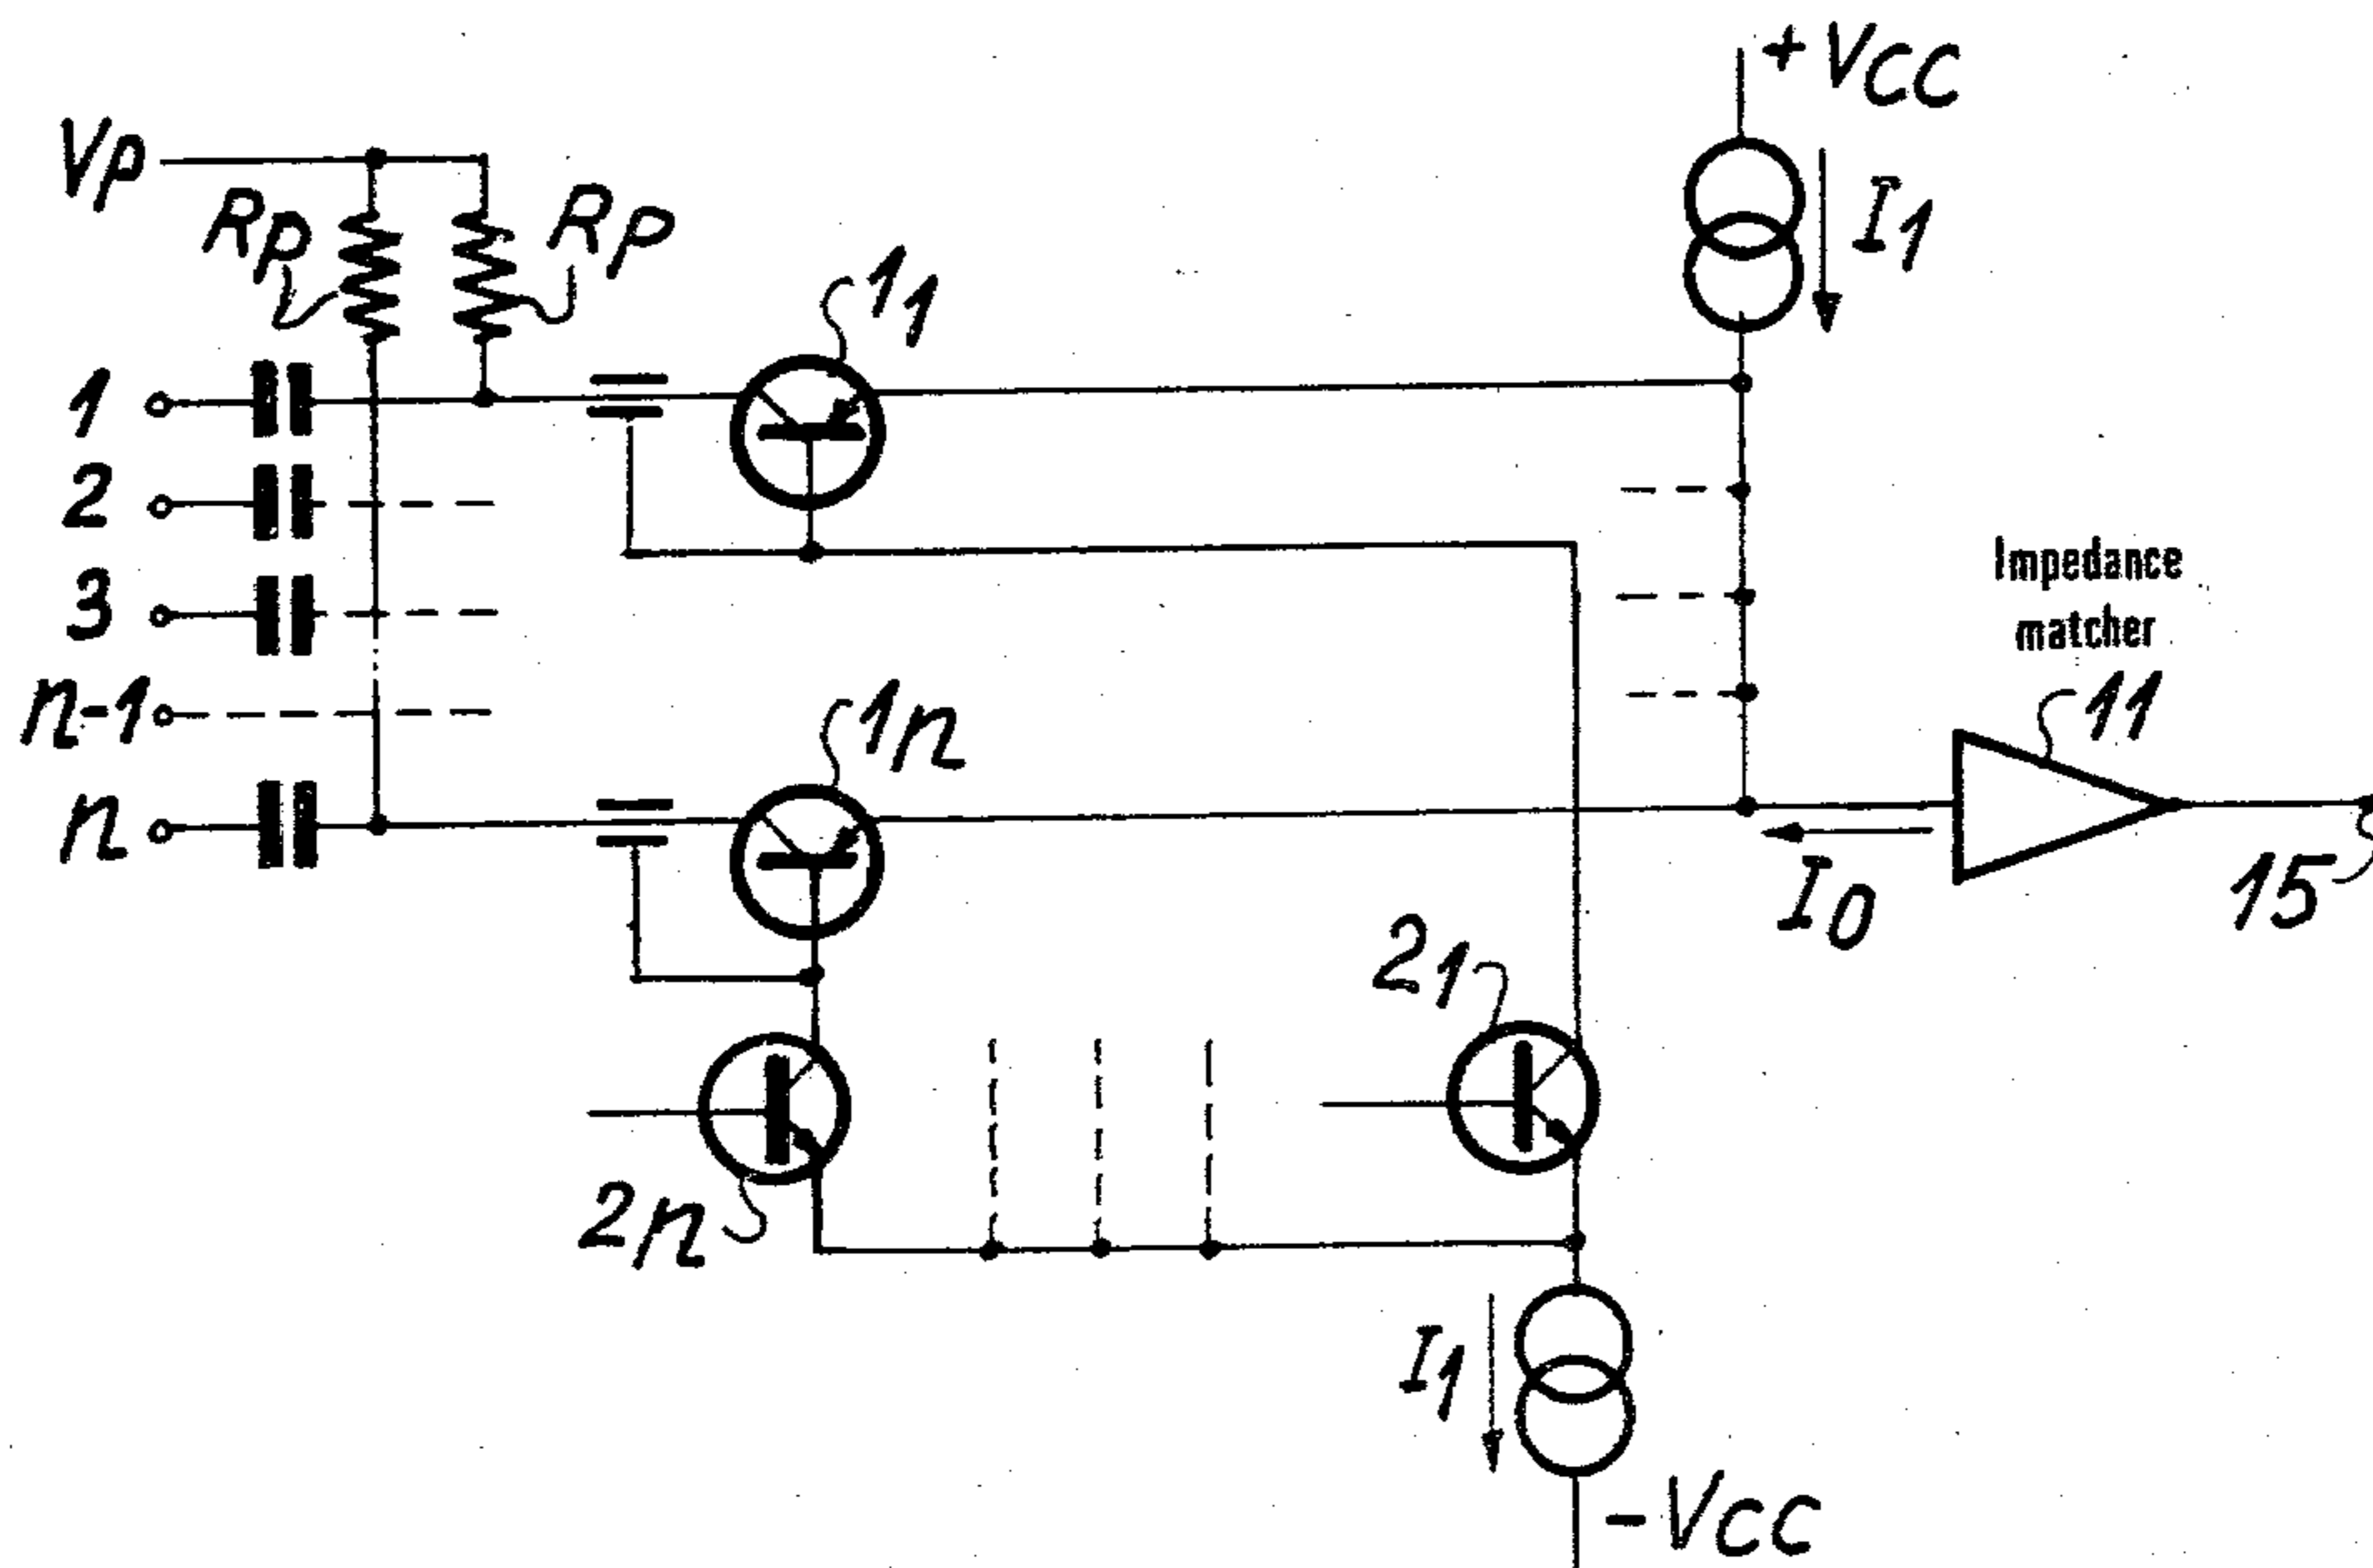 +VCC
VP
RP
RP
11
I1
1
2
3
n-1
n
1n
Impedance
matcher
11
I0
15
21
2n
I1
-VCC